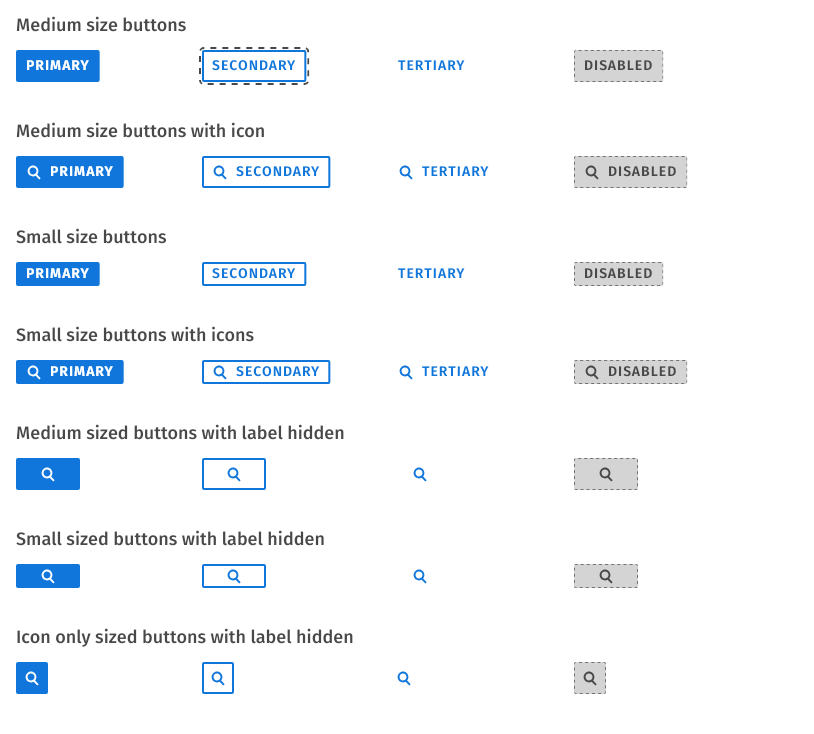 Medium size buttons
PRIMARY SECONDARY TERTIARY DISABLED
Medium size buttons with icon
PRIMARY SECONDARY TERTIARY DISABLED
Small size buttons
PRIMARY SECONDARY TERTIARY DISABLED
Small size buttons with icons
PRIMARY SECONDARY TERTIARY DISABLED
Medium sized buttons with label hidden
Small sized buttons with label hidden
Icon only sized buttons with label hidden